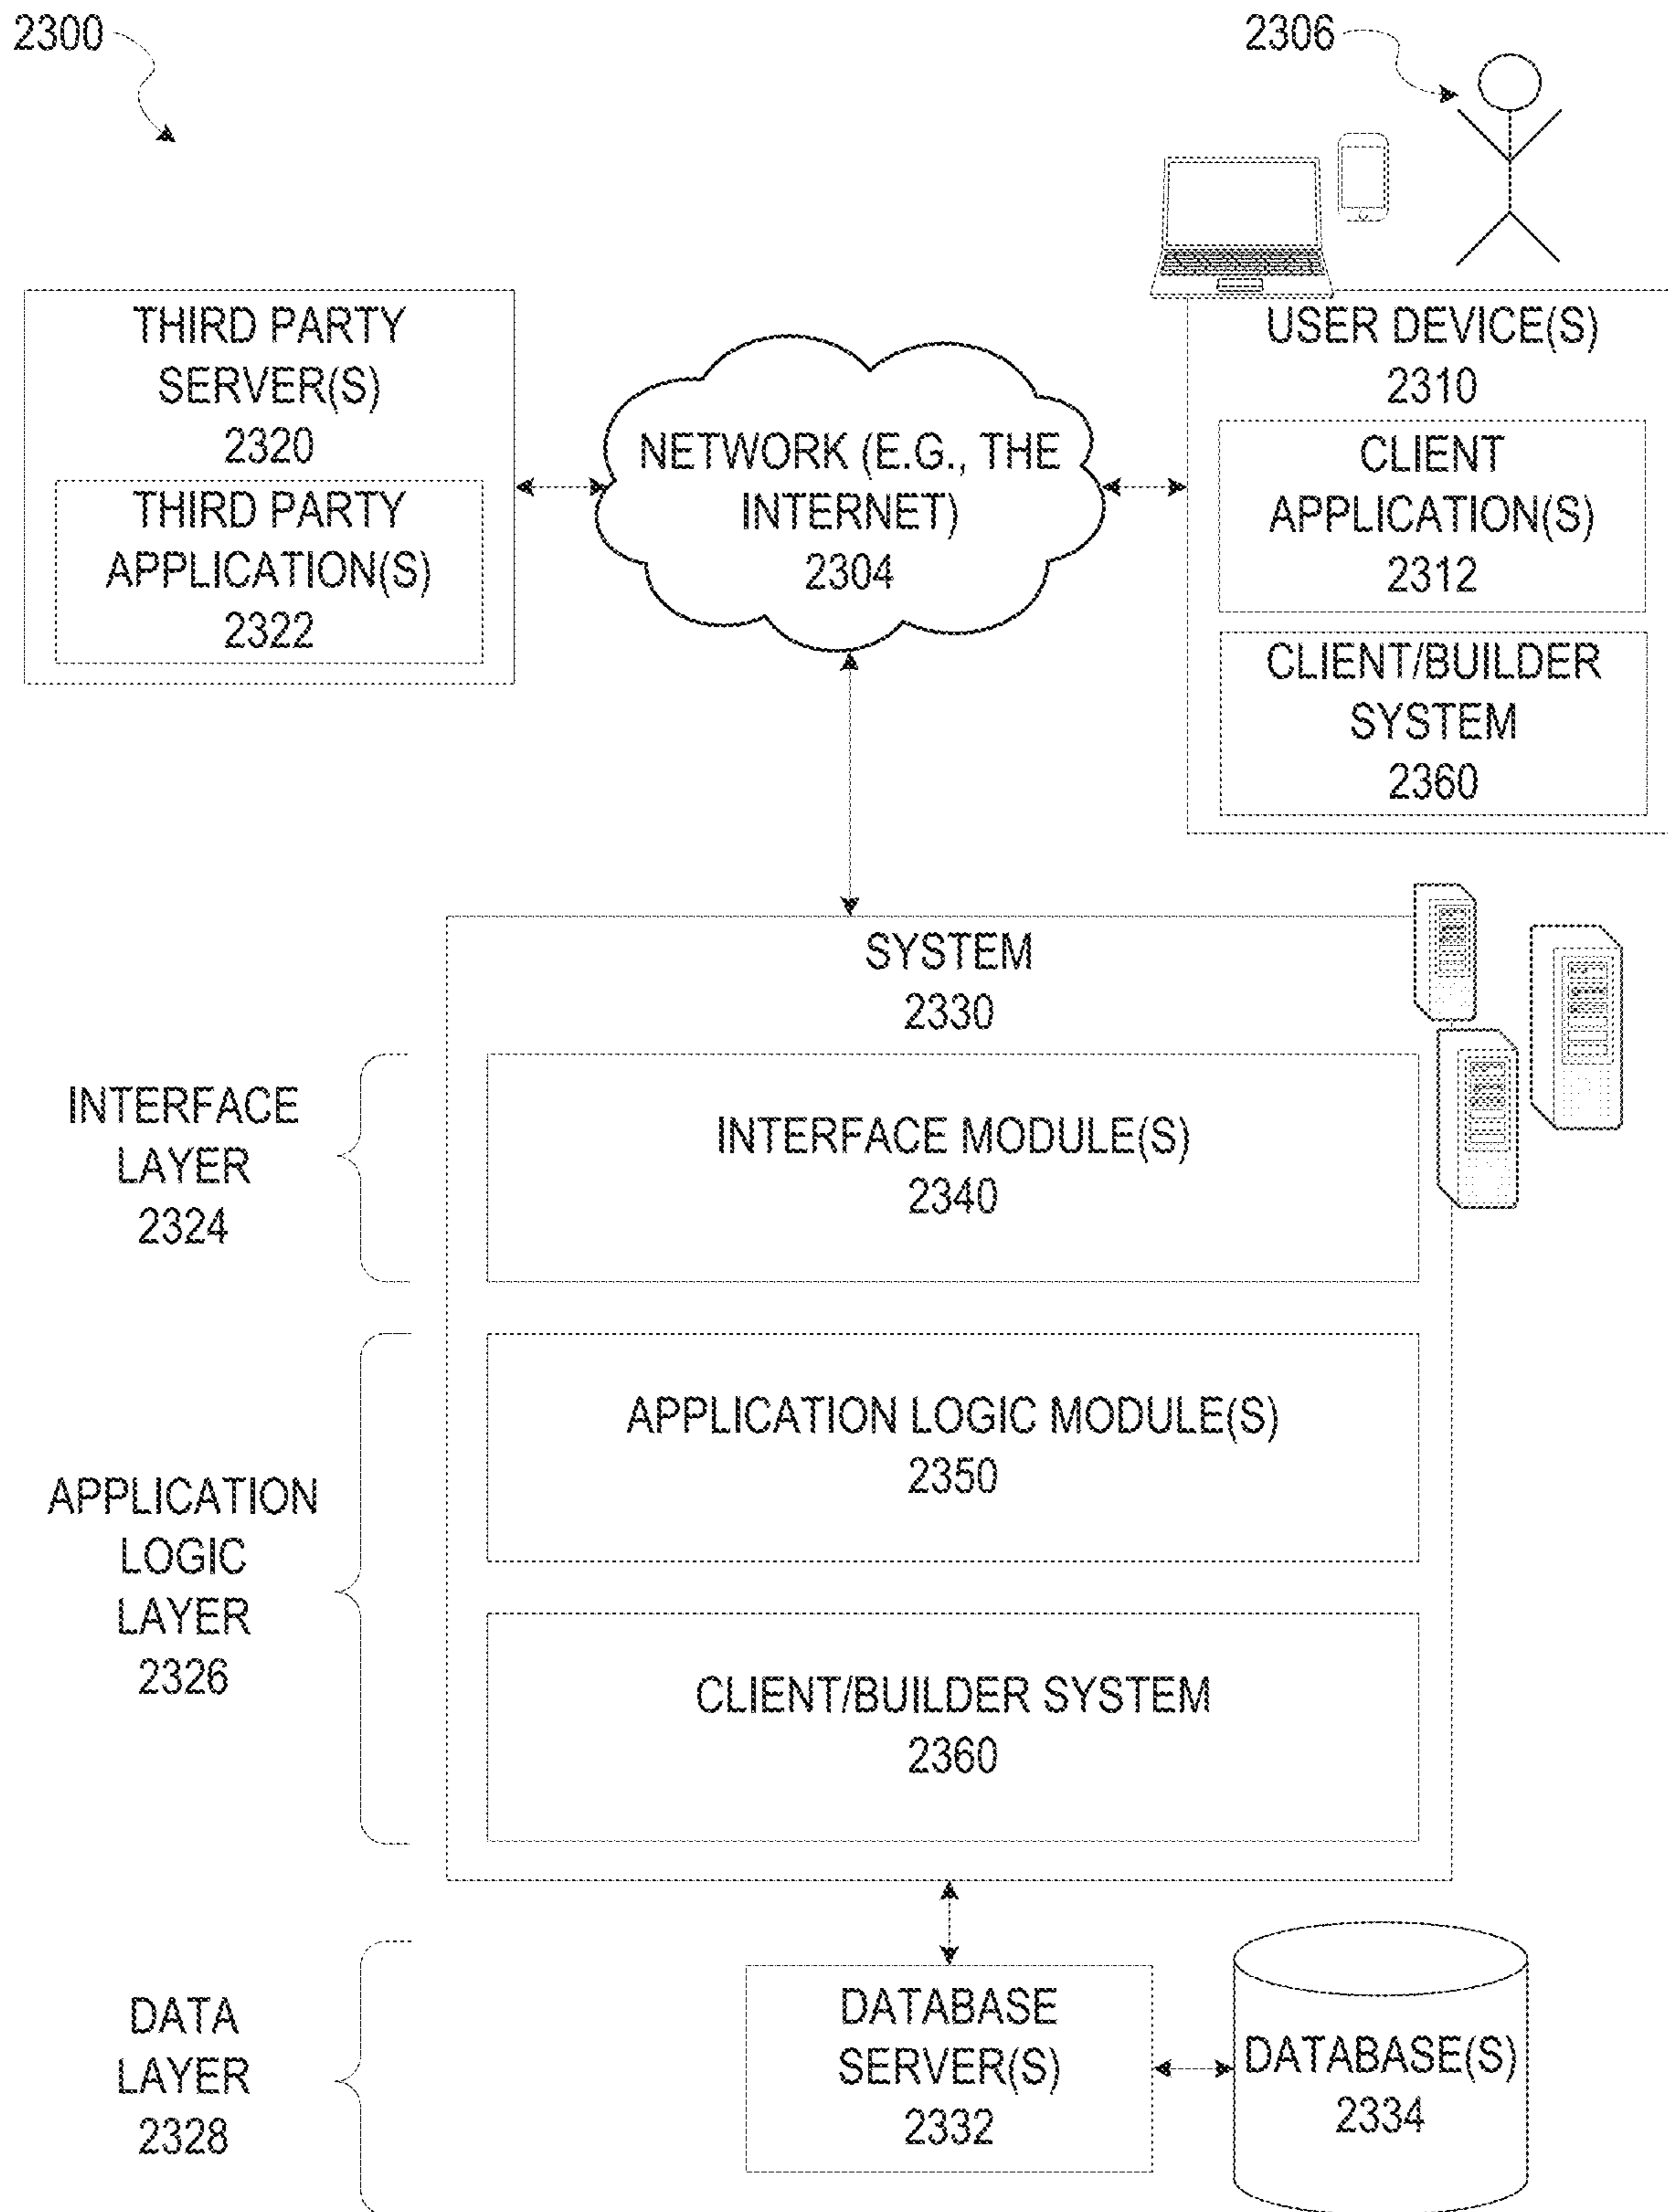 2300
2306
THIRD PARTY
SERVER(S)
2320
THIRD PARTY
APPLICATION(S)
2322
NETWORK (E.G., THE
INTERNET)
2304
USER DEVICE(S)
2310
CLIENT
APPLICATION(S)
2312
CLIENT/BUILDER
SYSTEM
2360
SYSTEM
2330
INTERFACE
LAYER
2324
INTERFACE MODULE(S)
2340
APPLICATION
LOGIC
LAYER
2326
APPLICATION LOGIC MODULE(S)
2350
CLIENT/BUILDER SYSTEM
2360
DATA
LAYER
2328
DATABASE
SERVER(S)
2332
DATABASE(S)
2334